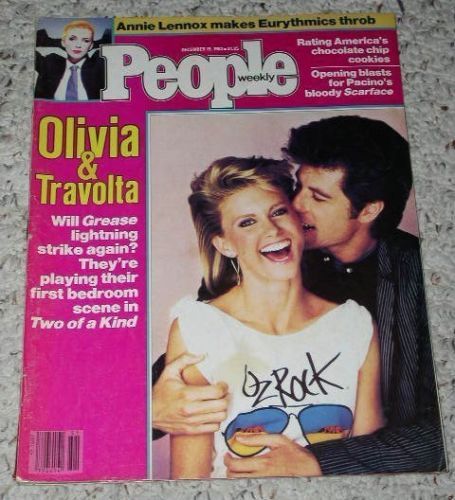 Annie Lennox makes Eurythmics throb
People
weekly
Rating America's
chocolate chip
cookies
Opening blasts
for Pacino's
bloody Scarface
Olivia
&
Travolta
Will Grease
lightning
strike again?
They're
playing their
first bedroom
scene in
Two of a Kind
OZ ROCK